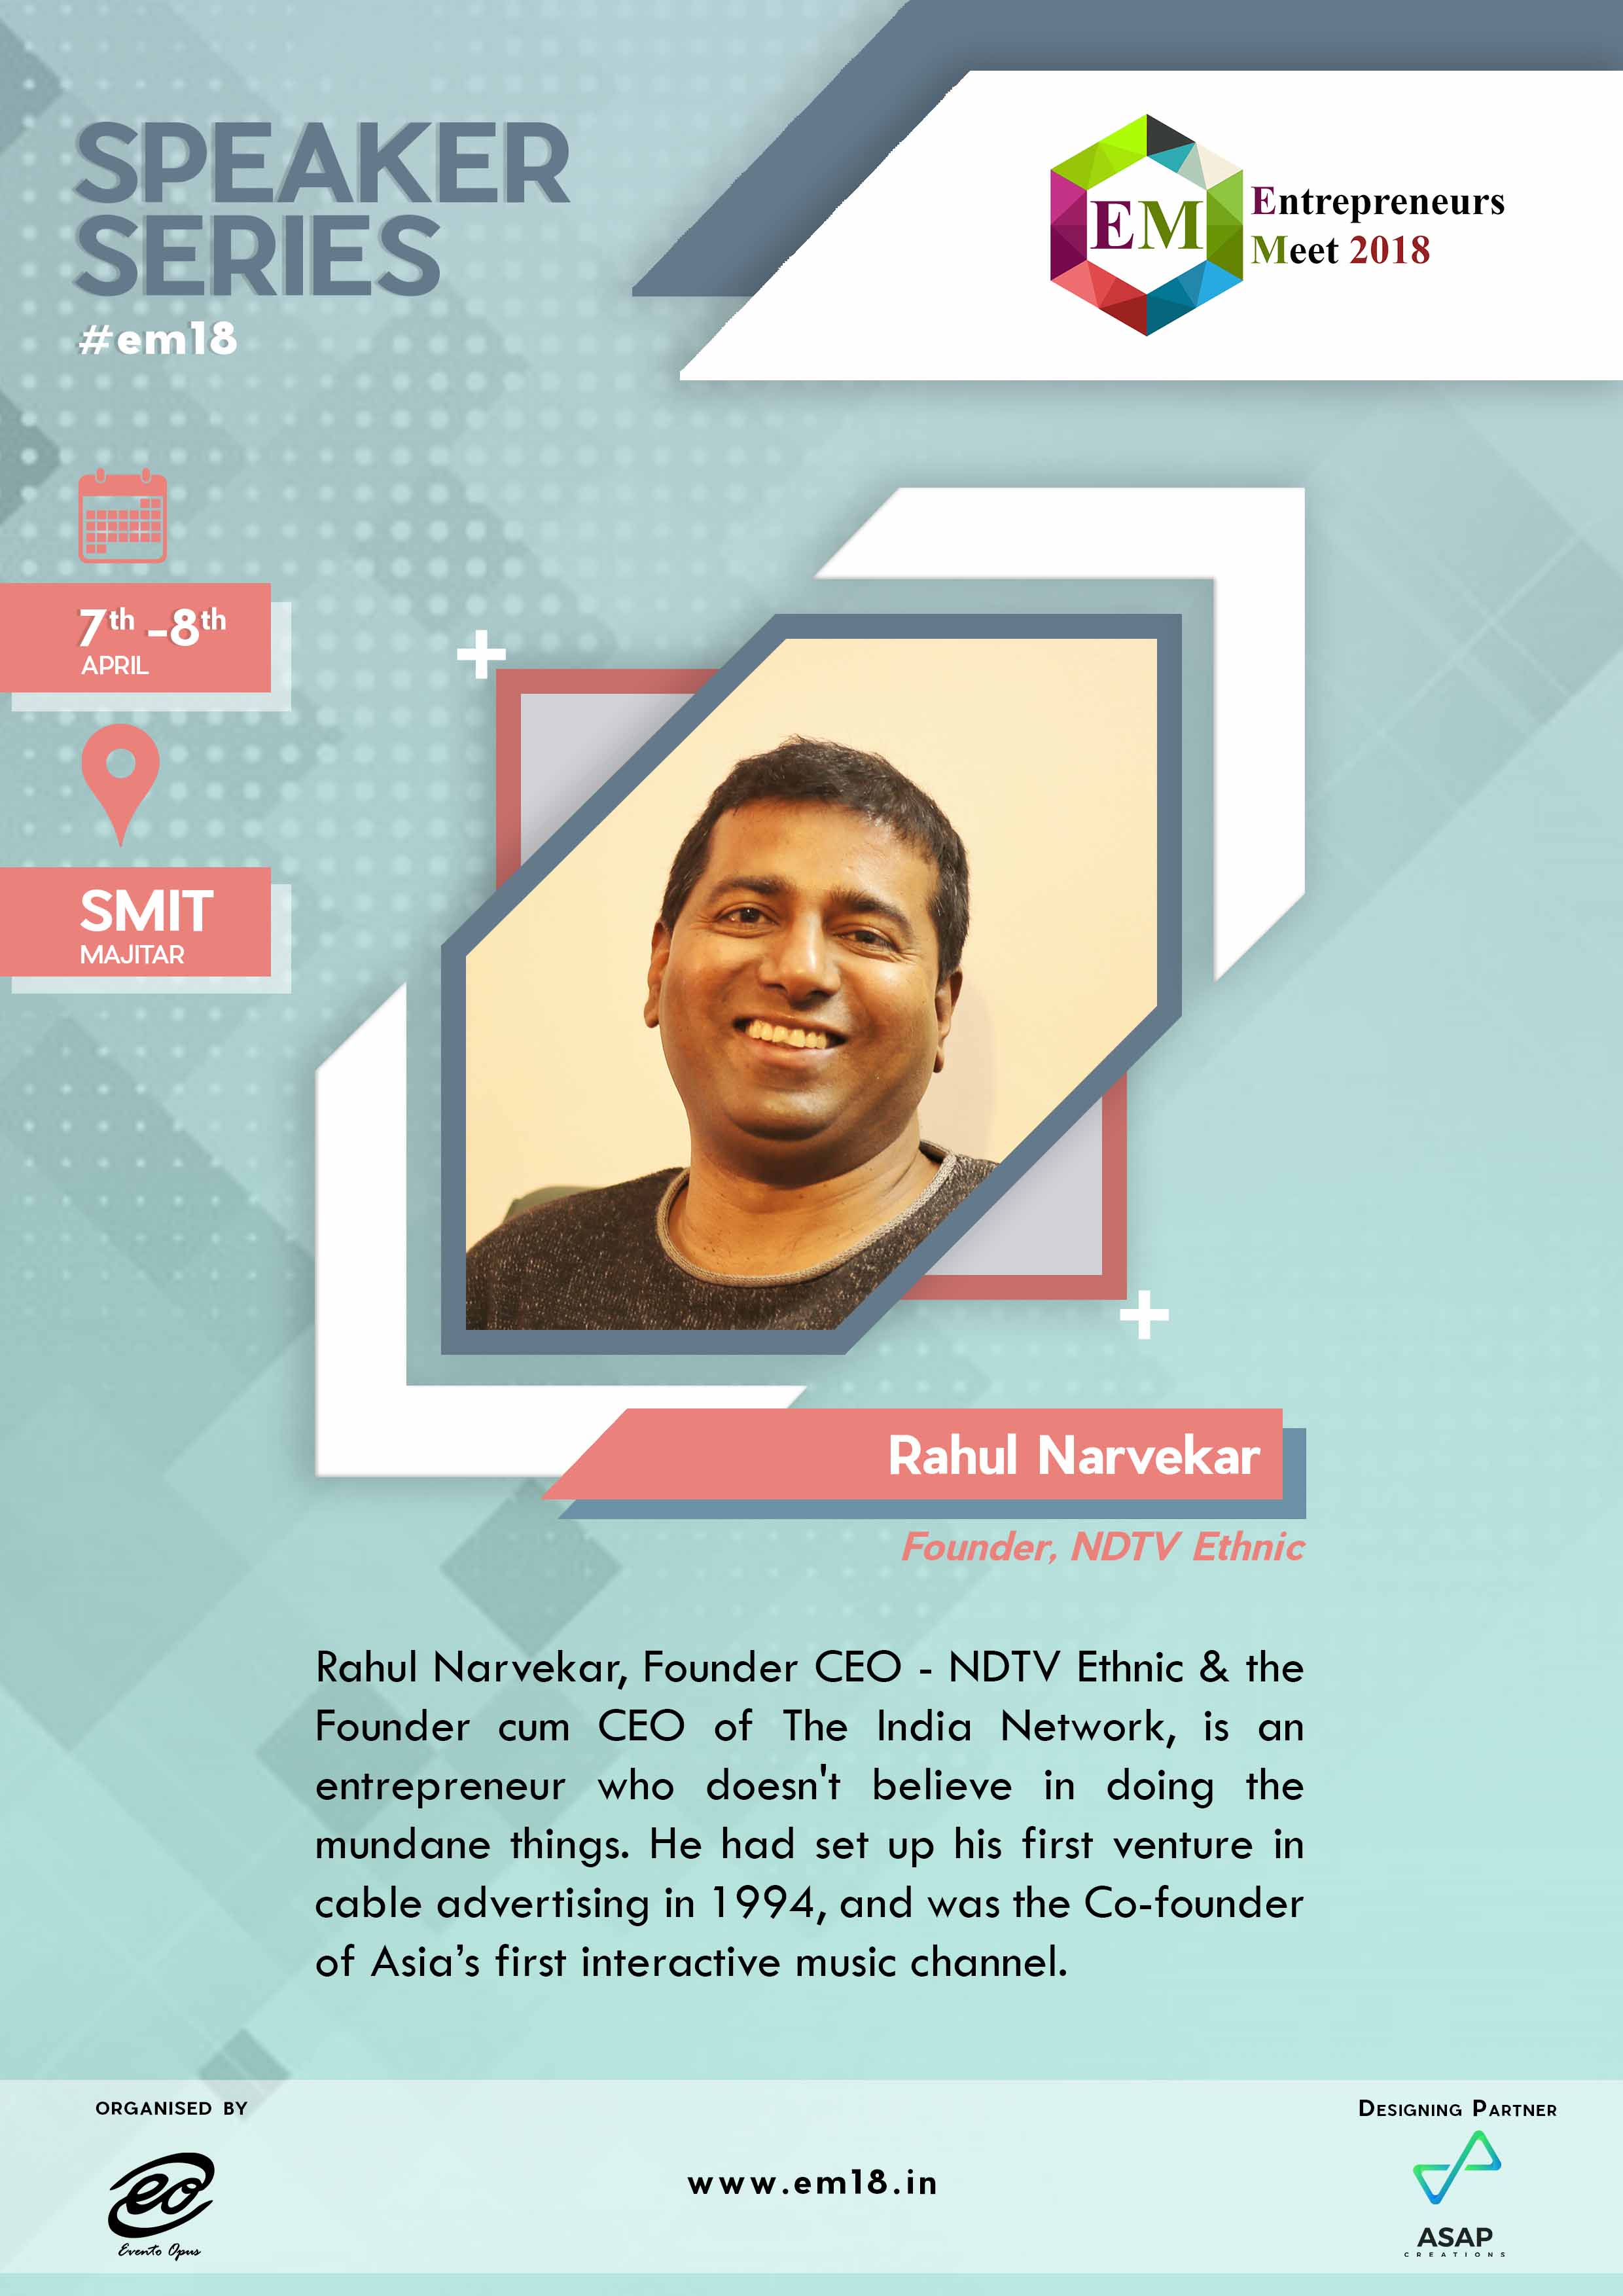 SPEAKER
SERIES
#em18
EM
Entrepreneurs
Meet 2018
7th -8th
APRIL
SMIT
MAJITAR
Rahul Narvekar
Founder, NDTV Ethnic
Rahul Narvekar, Founder CEO - NDTV Ethnic & the
Founder cum CEO of The India Network, is an
entrepreneur who doesn't believe in doing the
mundane things. He had set up his first venture in
cable advertising in 1994, and was the Co-founder
of Asia’s first interactive music channel.
ORGANISED BY
eo
Evento Opus
www.em18.in
DESIGNING PARTNER
ASAP
CREATIONS